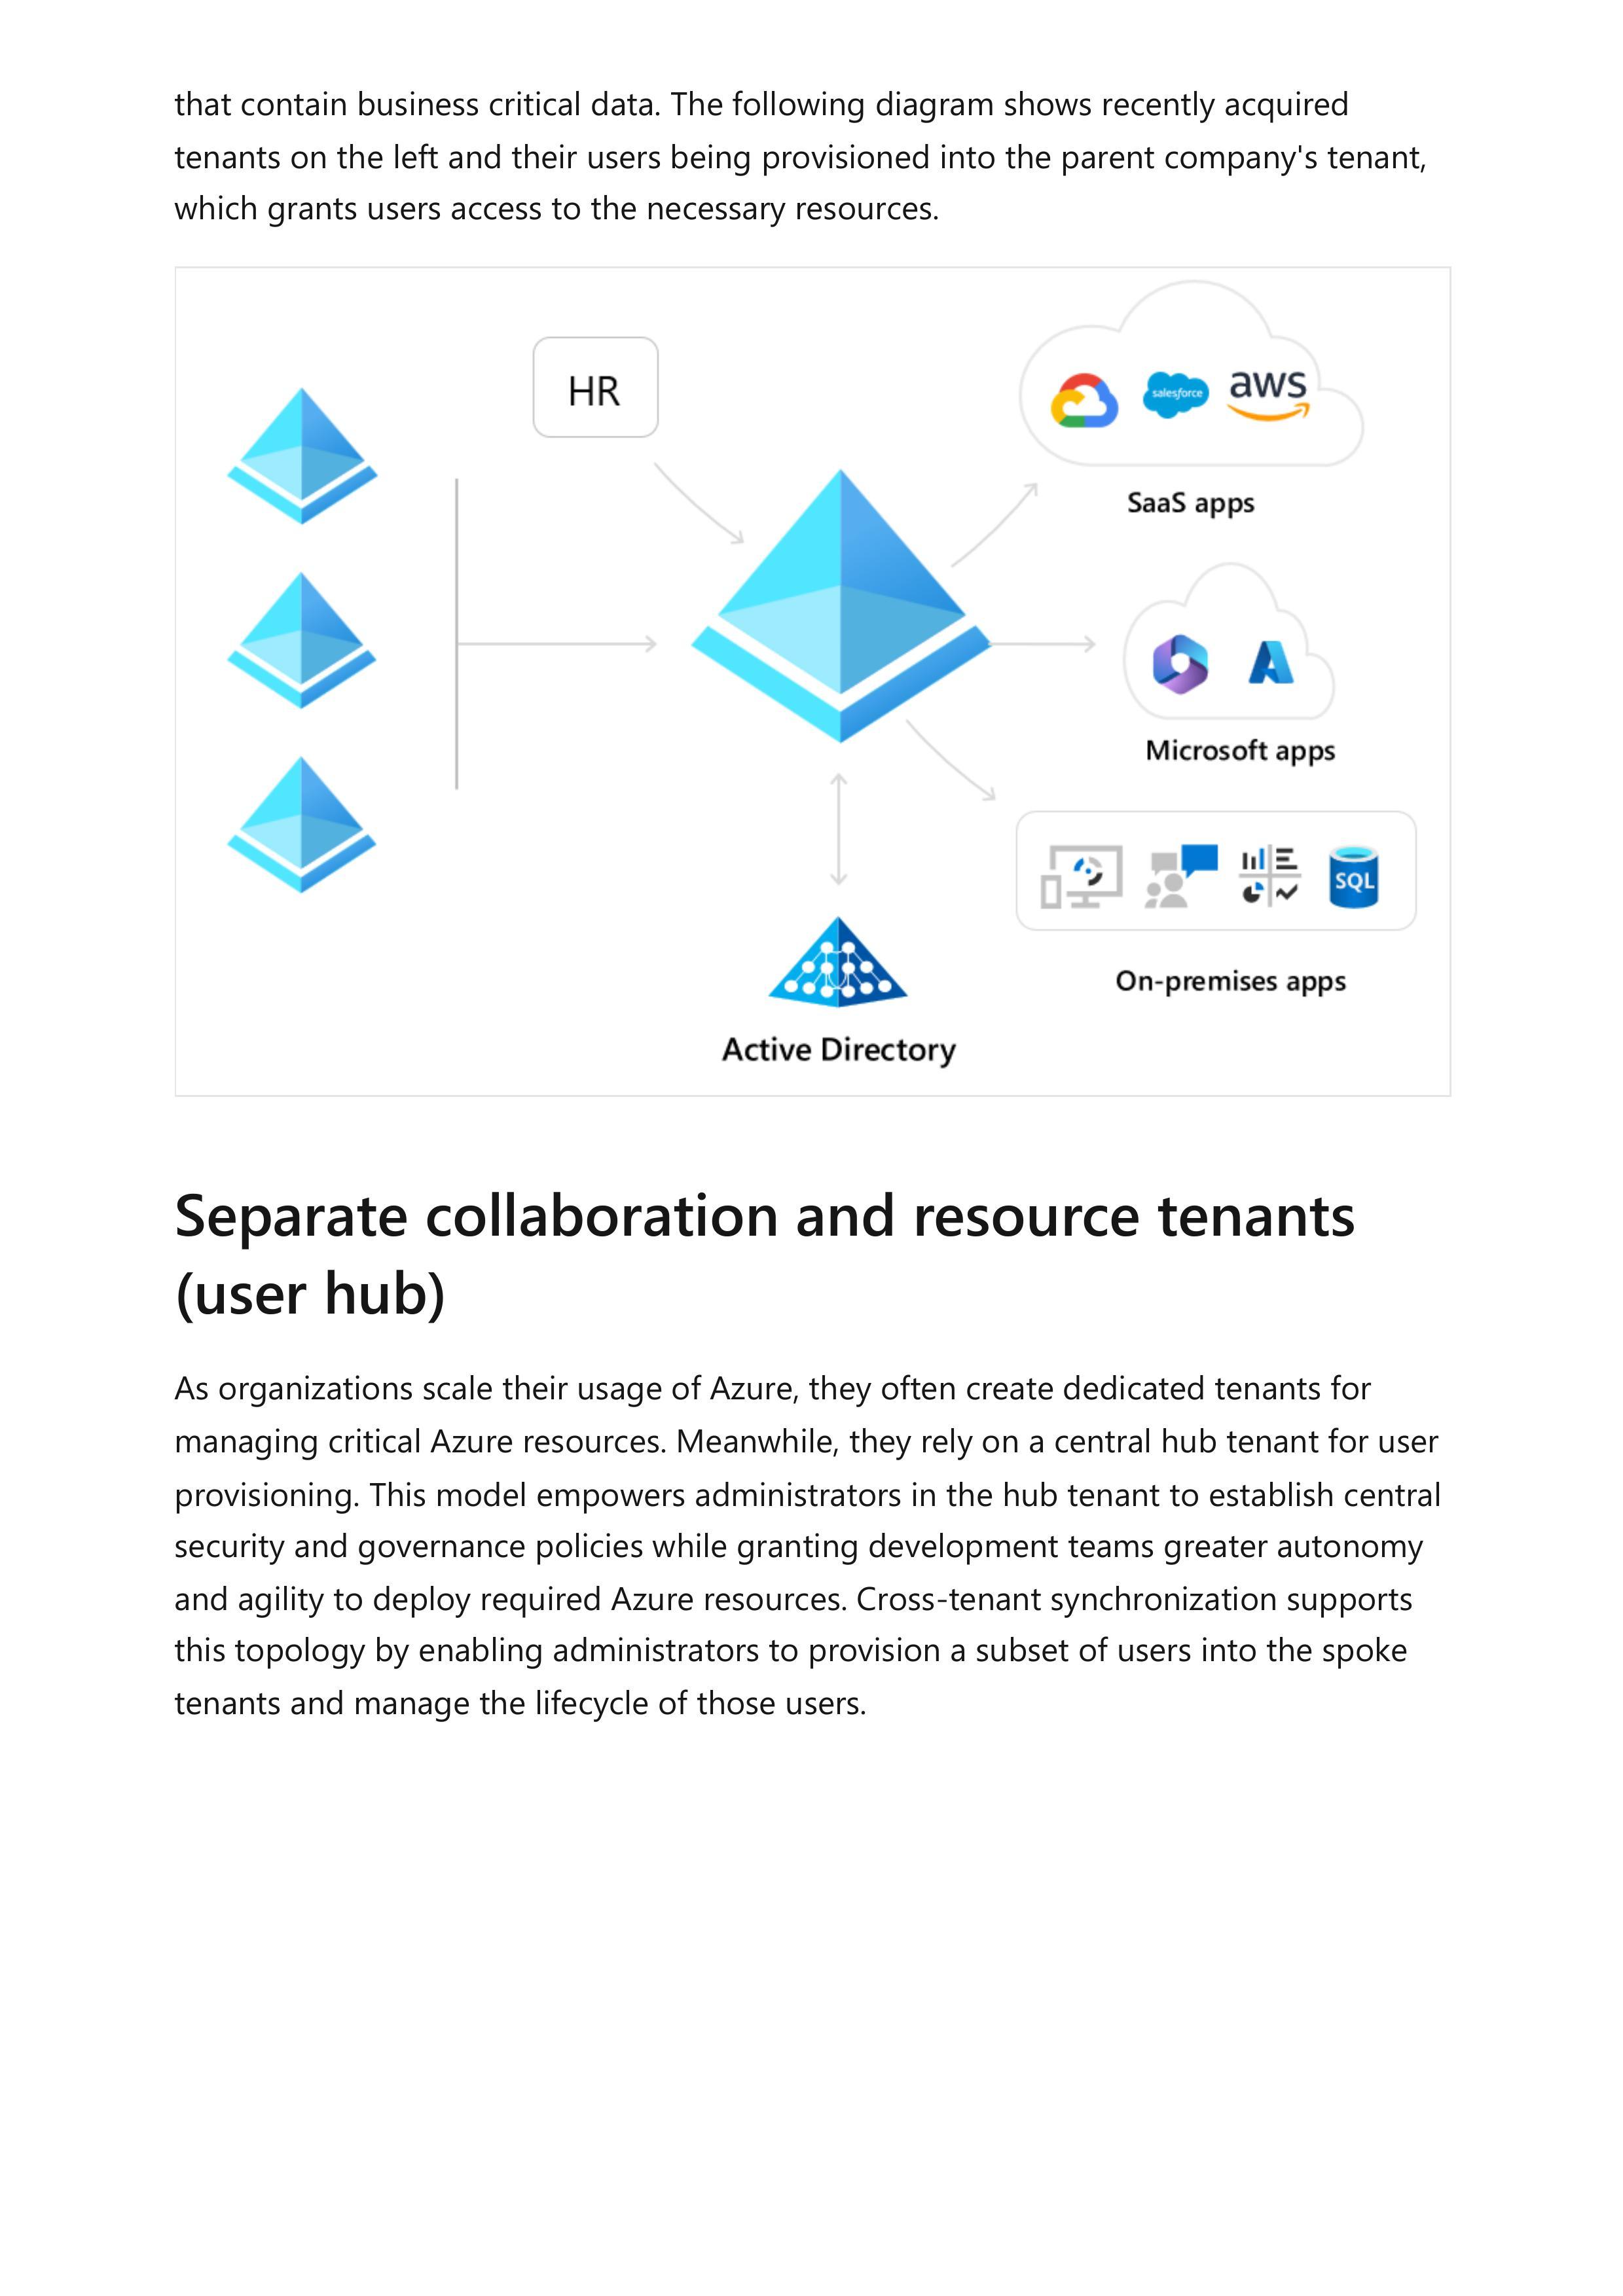 that contain business critical data. The following diagram shows recently acquired
tenants on the left and their users being provisioned into the parent company's tenant,
which grants users access to the necessary resources.
HR
salesforce
aws
SaaS apps
Microsoft apps
SQL
On-premises apps
Active Directory
Separate collaboration and resource tenants
(user hub)
As organizations scale their usage of Azure, they often create dedicated tenants for
managing critical Azure resources. Meanwhile, they rely on a central hub tenant for user
provisioning. This model empowers administrators in the hub tenant to establish central
security and governance policies while granting development teams greater autonomy
and agility to deploy required Azure resources. Cross-tenant synchronization supports
this topology by enabling administrators to provision a subset of users into the spoke
tenants and manage the lifecycle of those users.